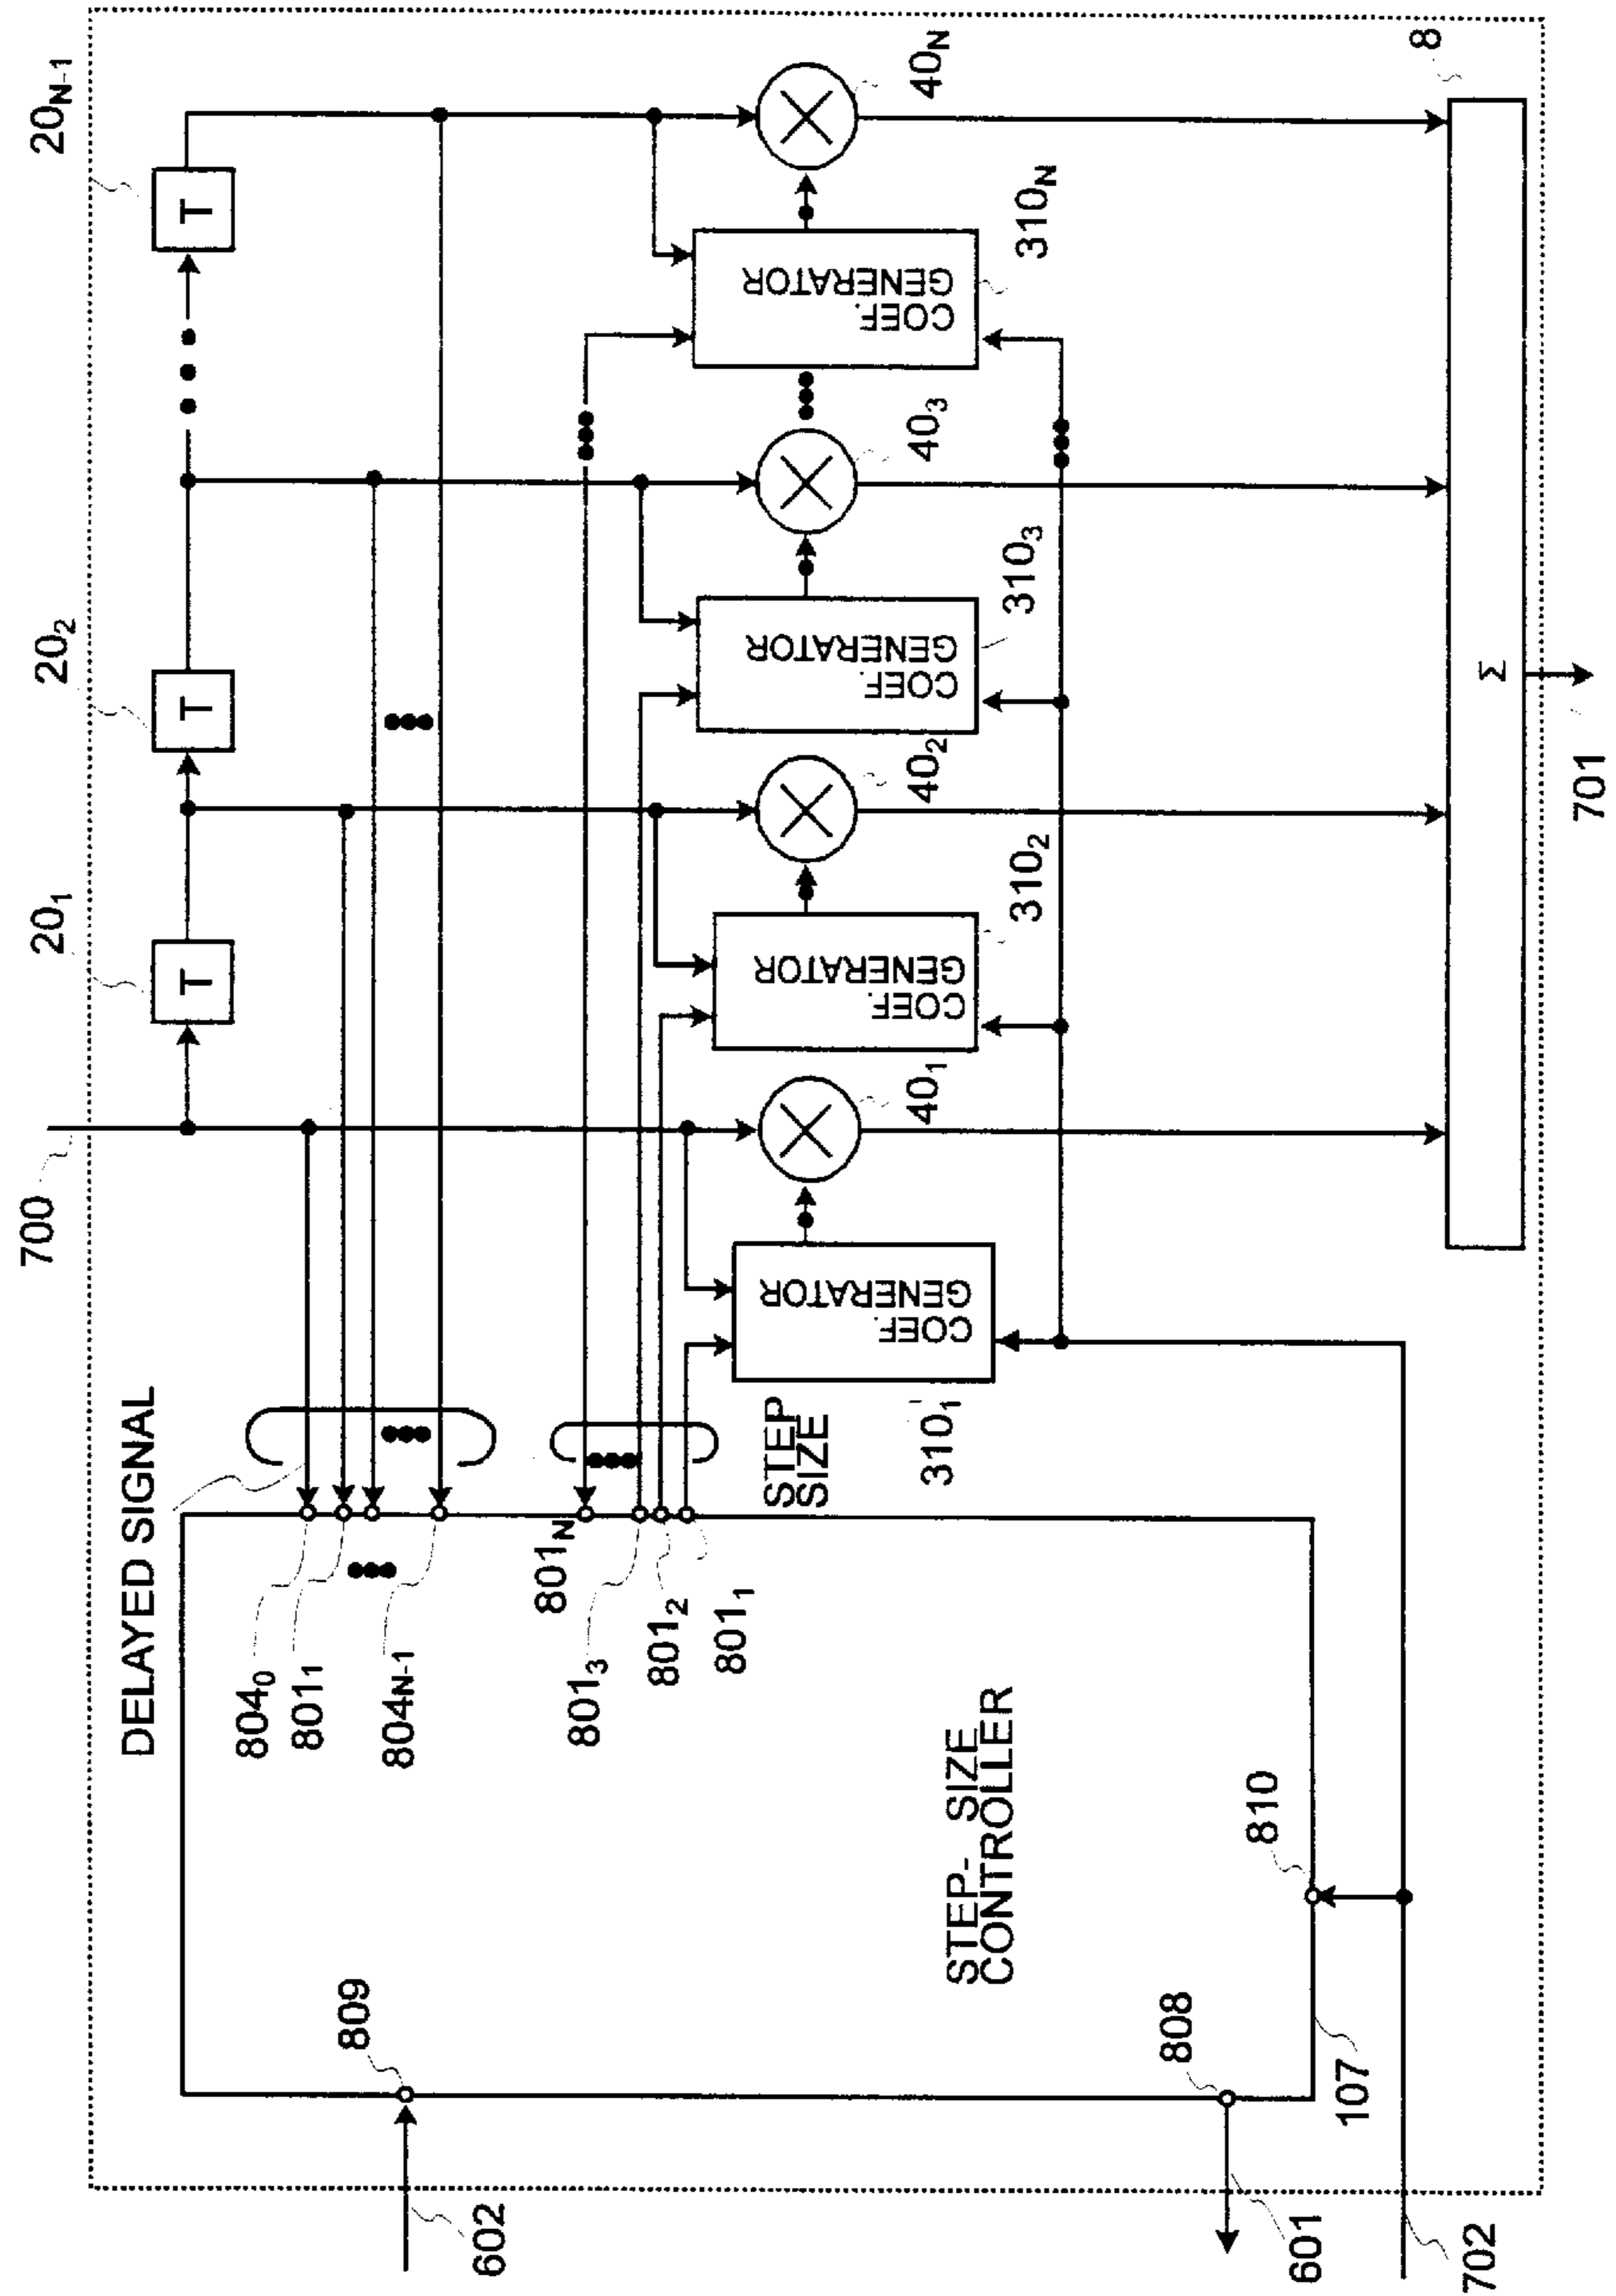 700
20₁
20₂
20N-1
T
T
T
DELAYED SIGNAL
804₀
801₁
804N-1
801N
801₃
801₂
801₁
STEP
SIZE
COEF.
GENERATOR
310₁
COEF.
GENERATOR
310₂
COEF.
GENERATOR
310₃
COEF.
GENERATOR
310N
40₁
40₂
40₃
40N
809
602
STEP- SIZE
CONTROLLER
808
601
810
107
702
Σ
8
701